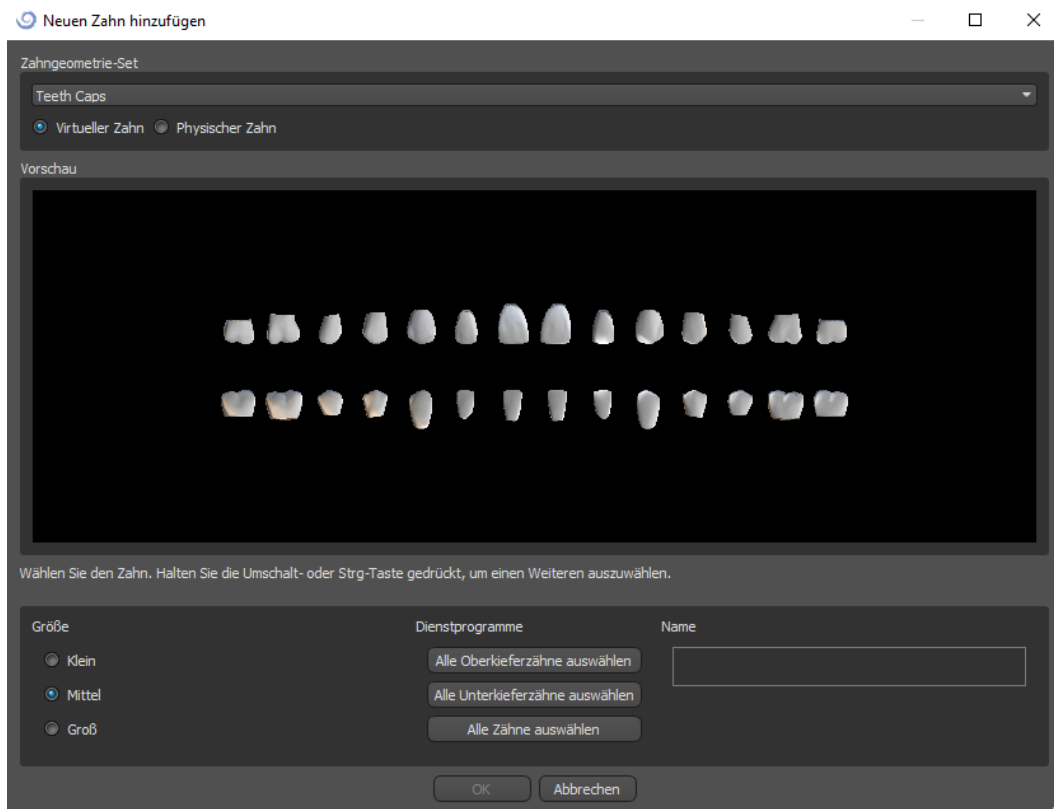 Neuen Zahn hinzufügen
Zahngeometrie-Set
Teeth Caps
Virtueller Zahn Physischer Zahn
Vorschau
Wählen Sie den Zahn. Halten Sie die Umschalt- oder Strg-Taste gedrückt, um einen Weiteren auszuwählen.
Größe Dienstprogramme Name
Klein Alle Oberkieferzähne auswählen
Mittel Alle Unterkieferzähne auswählen
Groß Alle Zähne auswählen
OK Abbrechen